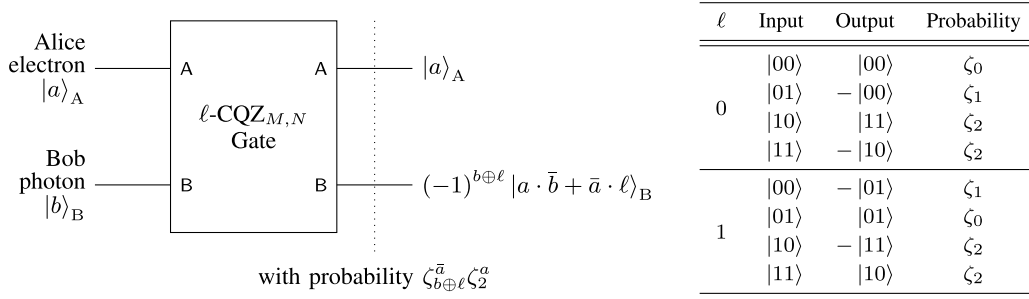 Alice
electron
|a⟩_A
A
A
|a⟩_A
ℓ-CQZ_{M,N}
Gate
Bob
photon
|b⟩_B
B
B
(−1)^{b⊕ℓ} |a · b̄ + ā · ℓ⟩_B
with probability ζ_{b⊕ℓ}^{ā} ζ_2^a
ℓ Input Output Probability
0
|00⟩ |00⟩ ζ_0
|01⟩ − |00⟩ ζ_1
|10⟩ |11⟩ ζ_2
|11⟩ − |10⟩ ζ_2
1
|00⟩ − |01⟩ ζ_1
|01⟩ |01⟩ ζ_0
|10⟩ − |11⟩ ζ_2
|11⟩ |10⟩ ζ_2